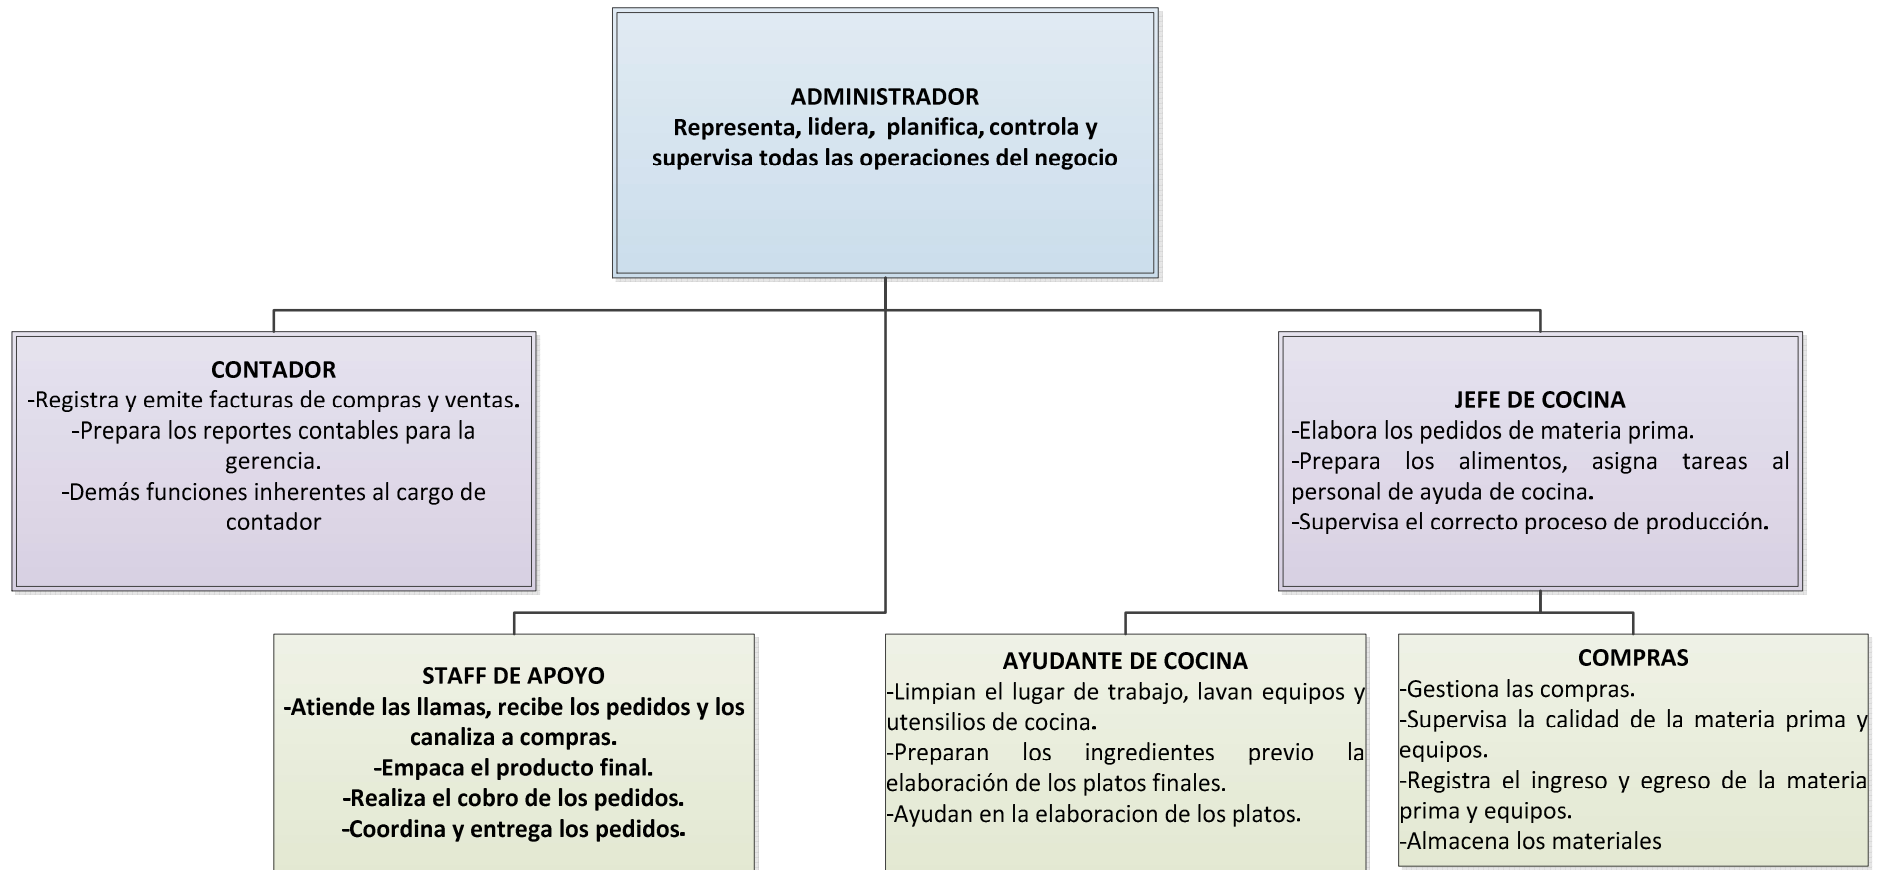 ADMINISTRADOR
Representa, lidera, planifica, controla y
supervisa todas las operaciones del negocio
CONTADOR
-Registra y emite facturas de compras y ventas.
-Prepara los reportes contables para la
gerencia.
-Demás funciones inherentes al cargo de
contador
JEFE DE COCINA
-Elabora los pedidos de materia prima.
-Prepara los alimentos, asigna tareas al
personal de ayuda de cocina.
-Supervisa el correcto proceso de producción.
STAFF DE APOYO
-Atiende las llamas, recibe los pedidos y los
canaliza a compras.
-Empaca el producto final.
-Realiza el cobro de los pedidos.
-Coordina y entrega los pedidos.
AYUDANTE DE COCINA
-Limpian el lugar de trabajo, lavan equipos y
utensilios de cocina.
-Preparan los ingredientes previo la
elaboración de los platos finales.
-Ayudan en la elaboracion de los platos.
COMPRAS
-Gestiona las compras.
-Supervisa la calidad de la materia prima y
equipos.
-Registra el ingreso y egreso de la materia
prima y equipos.
-Almacena los materiales